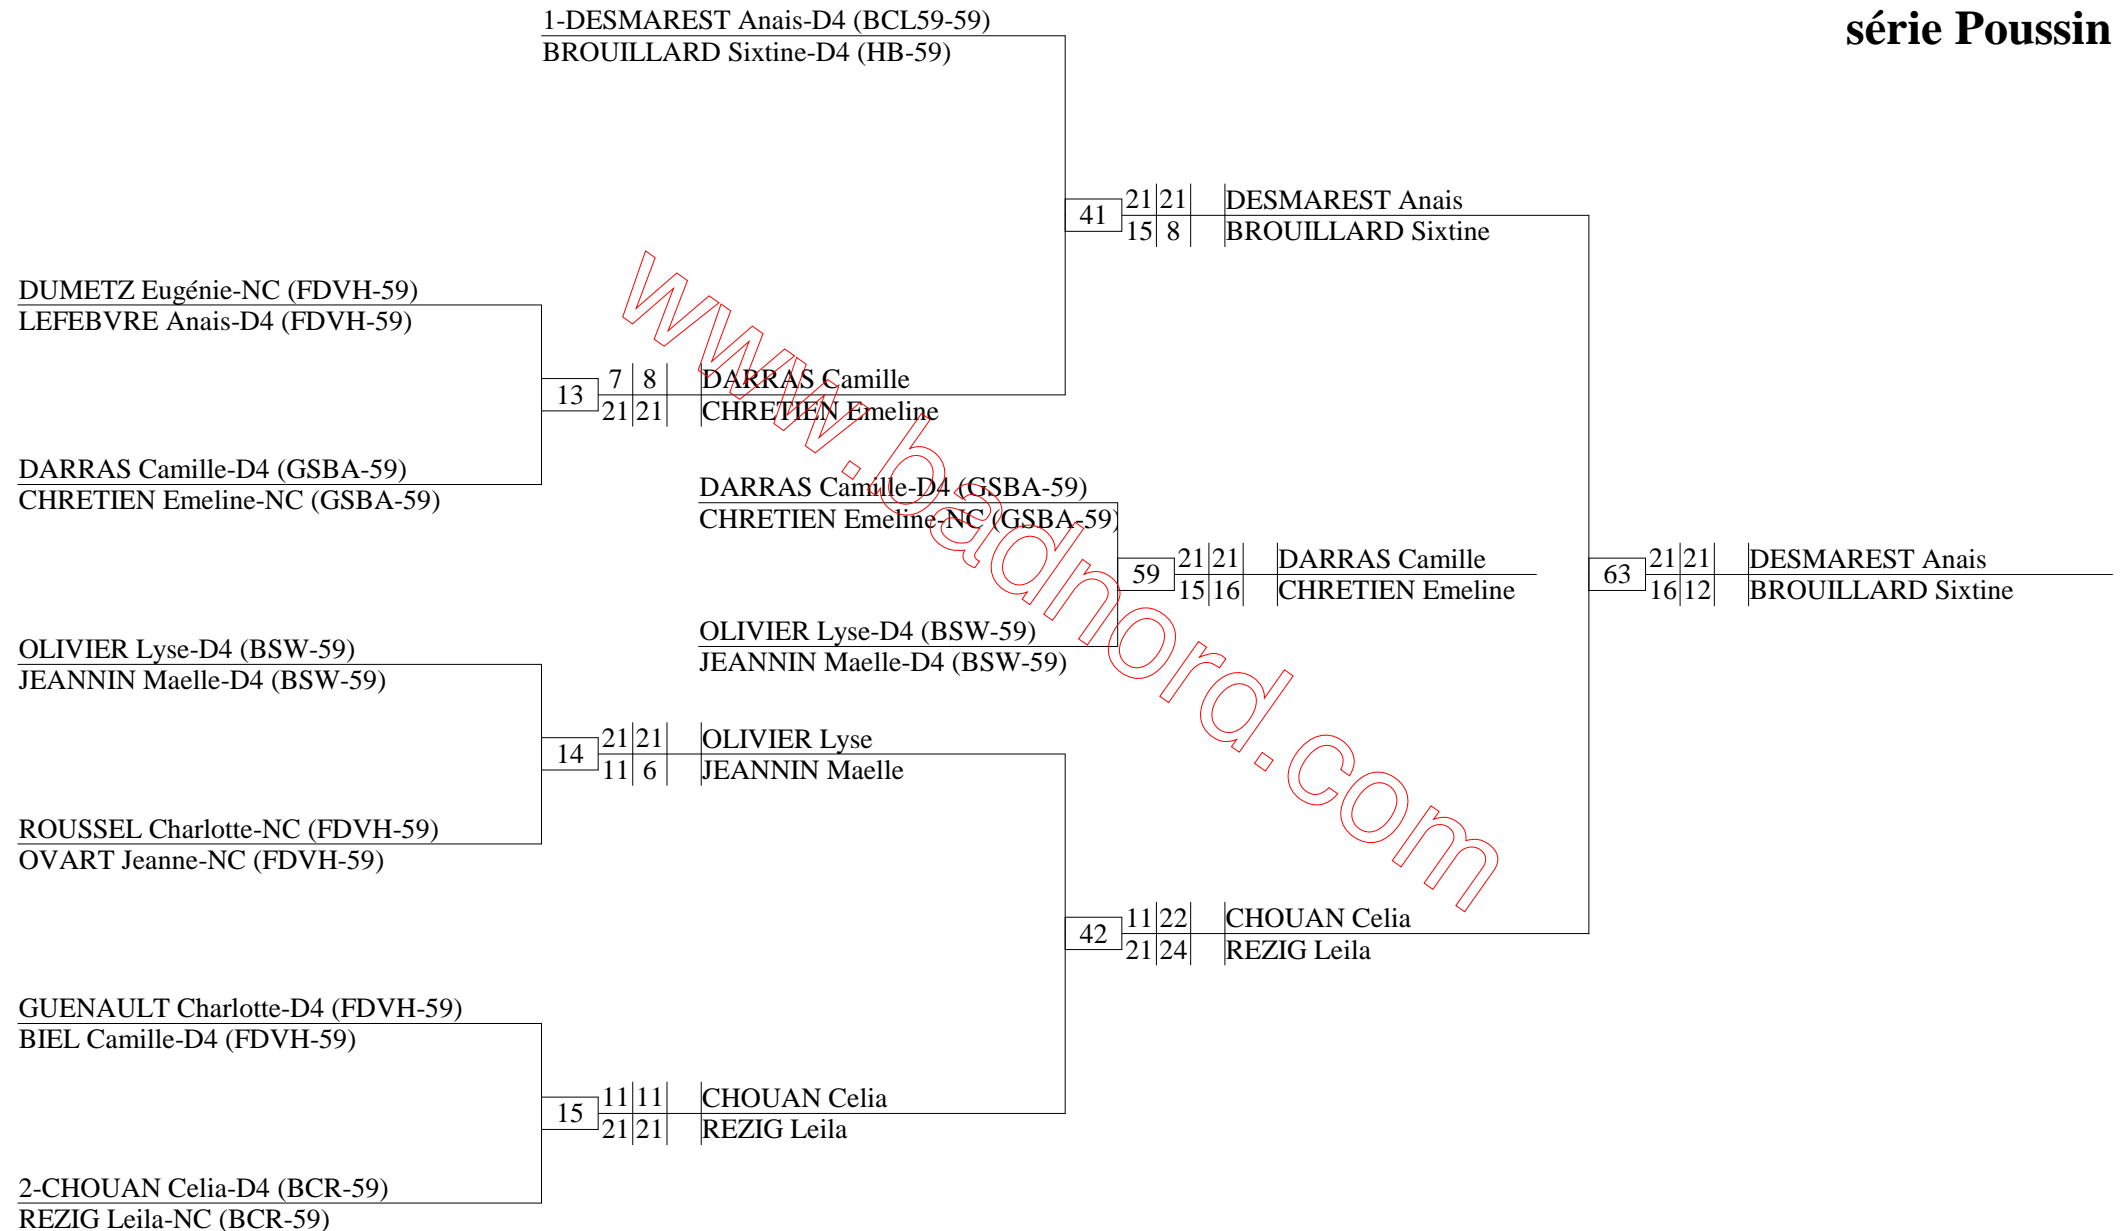 série Poussin
1-DESMAREST Anais-D4 (BCL59-59)
BROUILLARD Sixtine-D4 (HB-59)
41
21 21 DESMAREST Anais
15 8 BROUILLARD Sixtine
DUMETZ Eugénie-NC (FDVH-59)
LEFEBVRE Anais-D4 (FDVH-59)
13
7 8 DARRAS Camille
21 21 CHRETIEN Emeline
DARRAS Camille-D4 (GSBA-59)
CHRETIEN Emeline-NC (GSBA-59)
DARRAS Camille-D4 (GSBA-59)
CHRETIEN Emeline-NC (GSBA-59)
59
21 21 DARRAS Camille
15 16 CHRETIEN Emeline
63
21 21 DESMAREST Anais
16 12 BROUILLARD Sixtine
OLIVIER Lyse-D4 (BSW-59)
JEANNIN Maelle-D4 (BSW-59)
OLIVIER Lyse-D4 (BSW-59)
JEANNIN Maelle-D4 (BSW-59)
14
21 21 OLIVIER Lyse
11 6 JEANNIN Maelle
ROUSSEL Charlotte-NC (FDVH-59)
OVART Jeanne-NC (FDVH-59)
42
11 22 CHOUAN Celia
21 24 REZIG Leila
GUENAULT Charlotte-D4 (FDVH-59)
BIEL Camille-D4 (FDVH-59)
15
11 11 CHOUAN Celia
21 21 REZIG Leila
2-CHOUAN Celia-D4 (BCR-59)
REZIG Leila-NC (BCR-59)
www.badnord.com